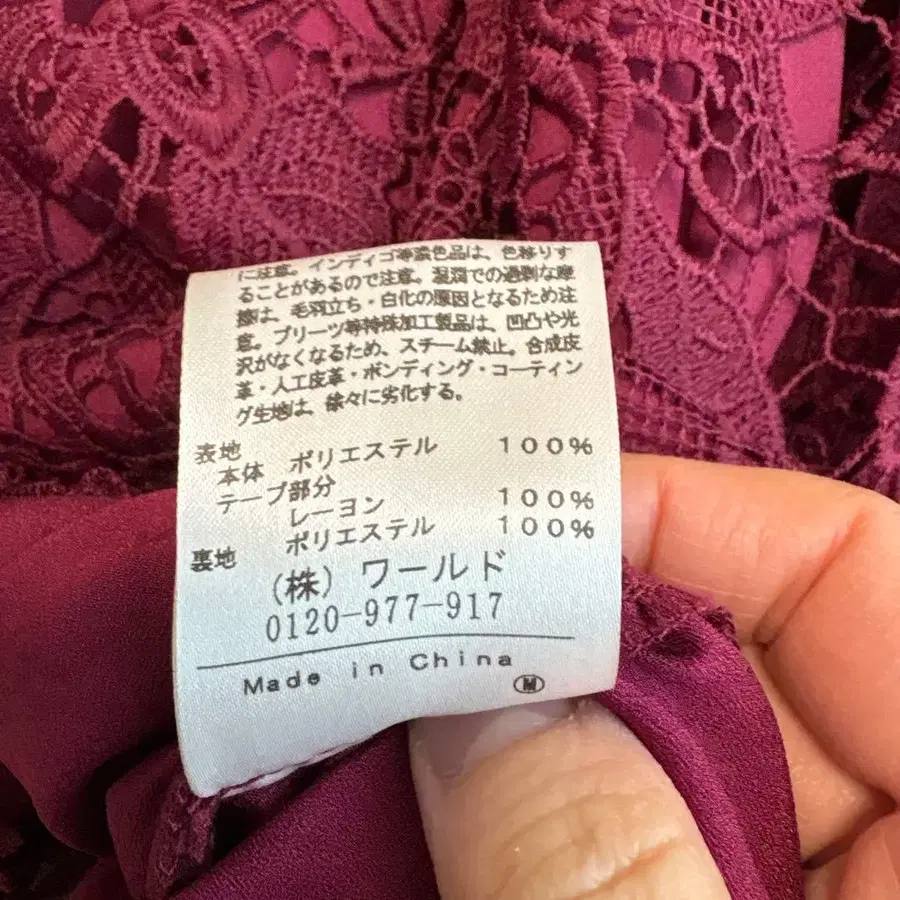 に注意。インディゴ等濃色品は、色移りす
ることがあるので注意。湿潤での過剰な摩
擦は、毛羽立ち・白化の原因となるため注
意。プリーツ等特殊加工製品は、凹凸や光
沢がなくなるため、スチーム禁止。合成皮
革・人工皮革・ボンディング・コーティン
グ生地は、徐々に劣化する。
表地
本体 ポリエステル 100%
テープ部分
レーヨン 100%
裏地 ポリエステル 100%
(株) ワールド
0120-977-917
Made in China
M